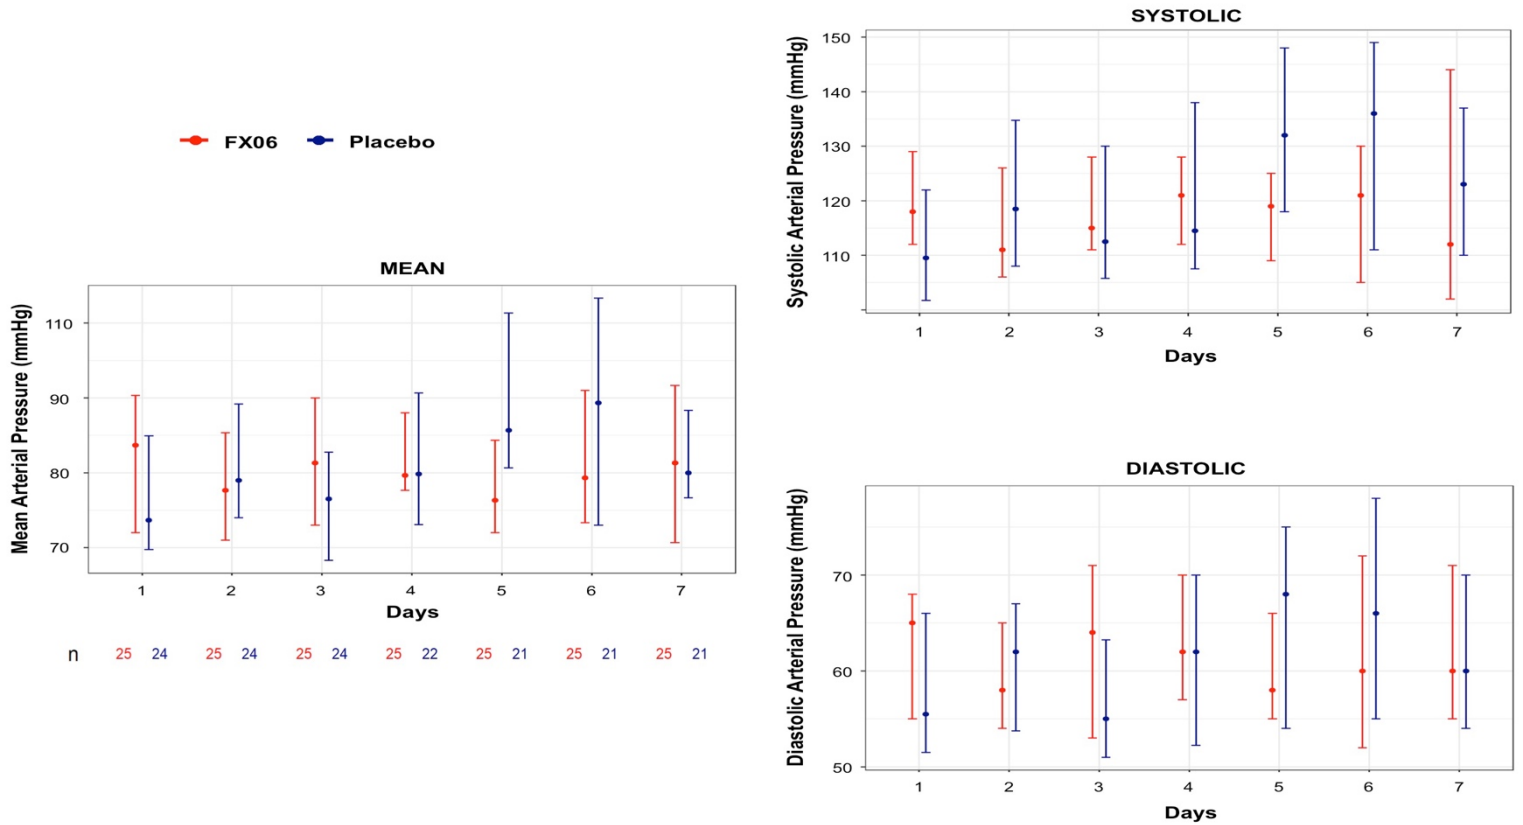 FX06 Placebo
MEAN
Mean Arterial Pressure (mmHg)
110
90
80
70
1 2 3 4 5 6 7
Days
n 25 24 25 24 25 24 25 22 25 21 25 21 25 21
SYSTOLIC
Systolic Arterial Pressure (mmHg)
150
140
130
120
110
1 2 3 4 5 6 7
Days
DIASTOLIC
Diastolic Arterial Pressure (mmHg)
70
60
50
1 2 3 4 5 6 7
Days